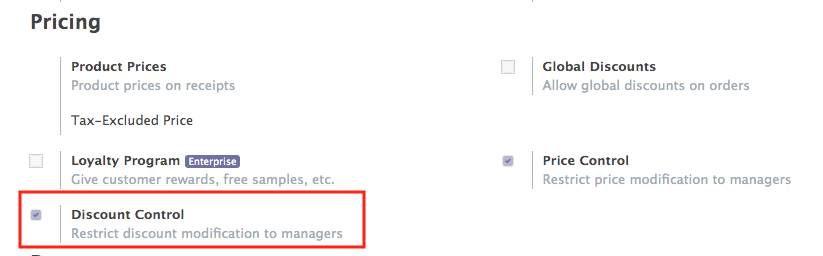 Pricing
Product Prices
Product prices on receipts
Tax-Excluded Price
Global Discounts
Allow global discounts on orders
Loyalty Program Enterprise
Give customer rewards, free samples, etc.
Price Control
Restrict price modification to managers
Discount Control
Restrict discount modification to managers